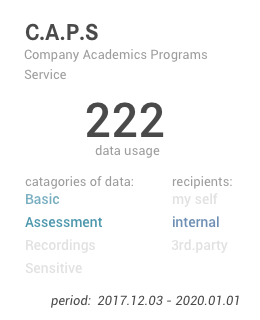 C.A.P.S
Company Academics Programs
Service
222
data usage
catagories of data: recipients:
Basic my self
Assessment internal
Recordings 3rd.party
Sensitive
period: 2017.12.03 - 2020.01.01